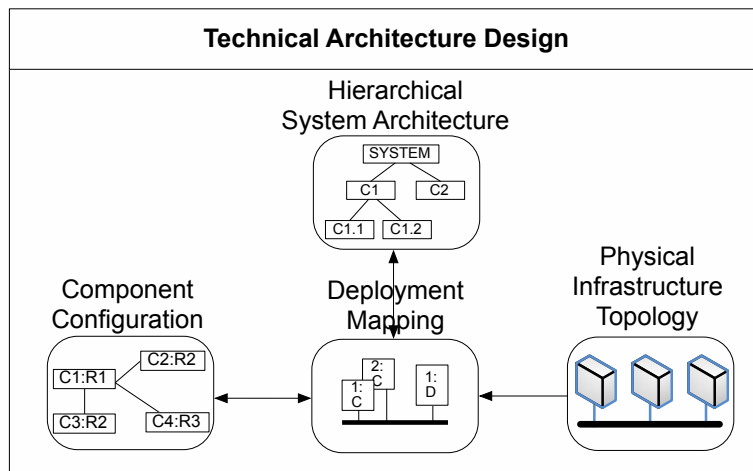 Technical Architecture Design
Hierarchical
System Architecture
SYSTEM
C1
C2
C1.1
C1.2
Component
Configuration
C2:R2
C1:R1
C3:R2
C4:R3
Deployment
Mapping
2:
C
1:
C
1:
D
Physical
Infrastructure
Topology